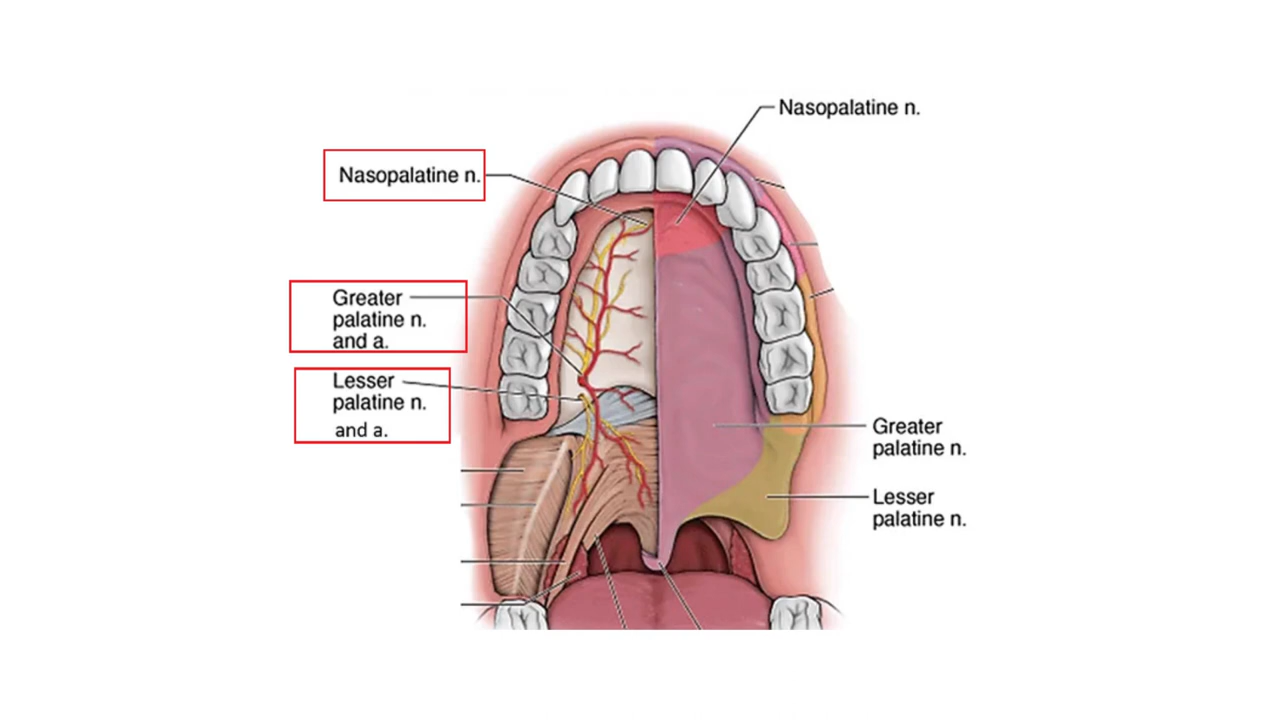 Nasopalatine n.
Nasopalatine n.
Greater
palatine n.
and a.
Lesser
palatine n.
and a.
Greater
palatine n.
Lesser
palatine n.